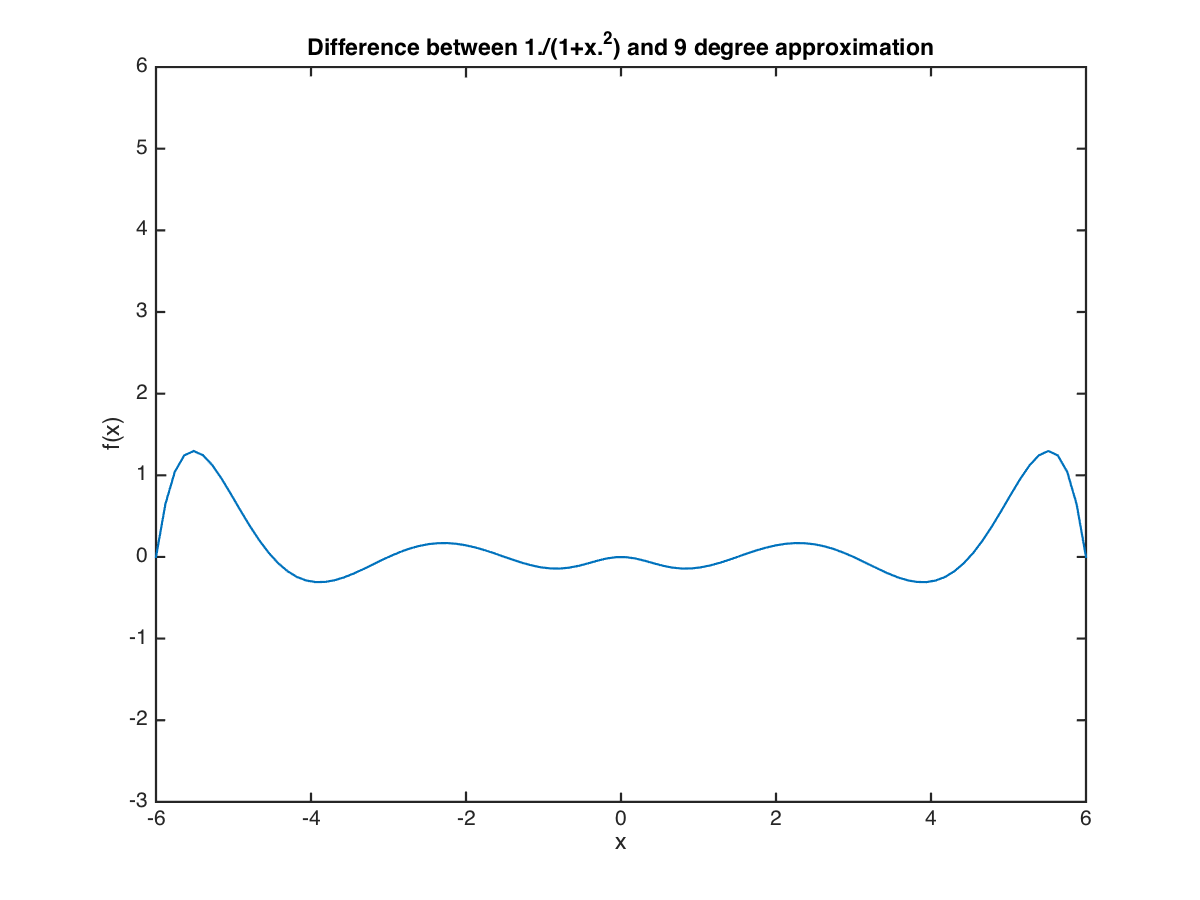 Difference between 1./(1+x.²) and 9 degree approximation
6
5
4
3
2
1
0
-1
-2
-3
f(x)
-6 -4 -2 0 2 4 6
x